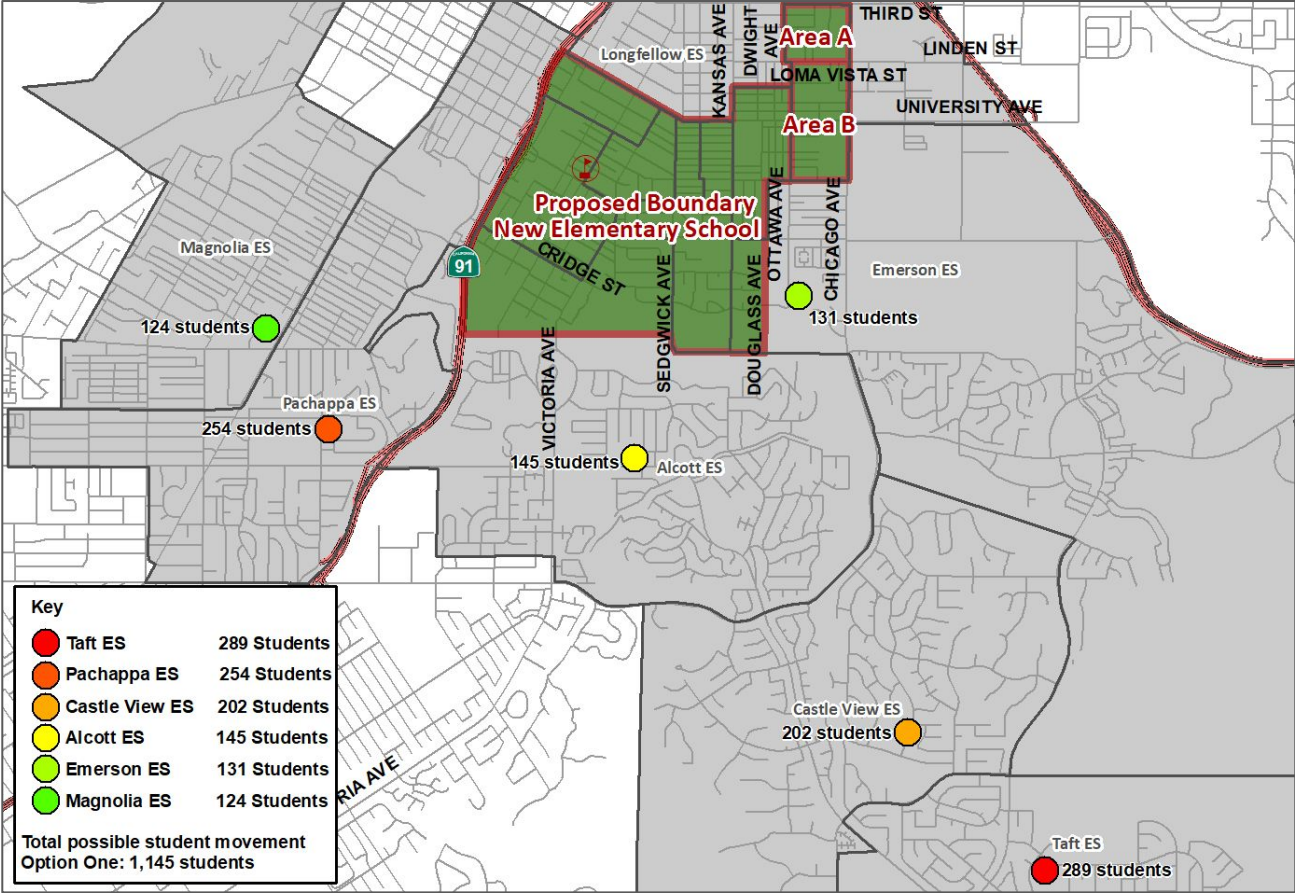 THIRD ST
Area A
KANSAS AVE
DWIGHT
AVE
LINDEN ST
Longfellow ES
LOMA VISTA ST
UNIVERSITY AVE
Area B
Proposed Boundary
New Elementary School
OTTAWA AVE
CHICAGO AVE
Magnolia ES
CALIFORNIA
91
CRIDGE ST
Emerson ES
SEDGWICK AVE
DOUGLASS AVE
124 students
131 students
VICTORIA AVE
Pachappa ES
254 students
145 students
Alcott ES
Key
Taft ES 289 Students
Pachappa ES 254 Students
Castle View ES 202 Students
Alcott ES 145 Students
Emerson ES 131 Students
Magnolia ES 124 Students
Total possible student movement
Option One: 1,145 students
RIA AVE
Castle View ES
202 students
Taft ES
289 students